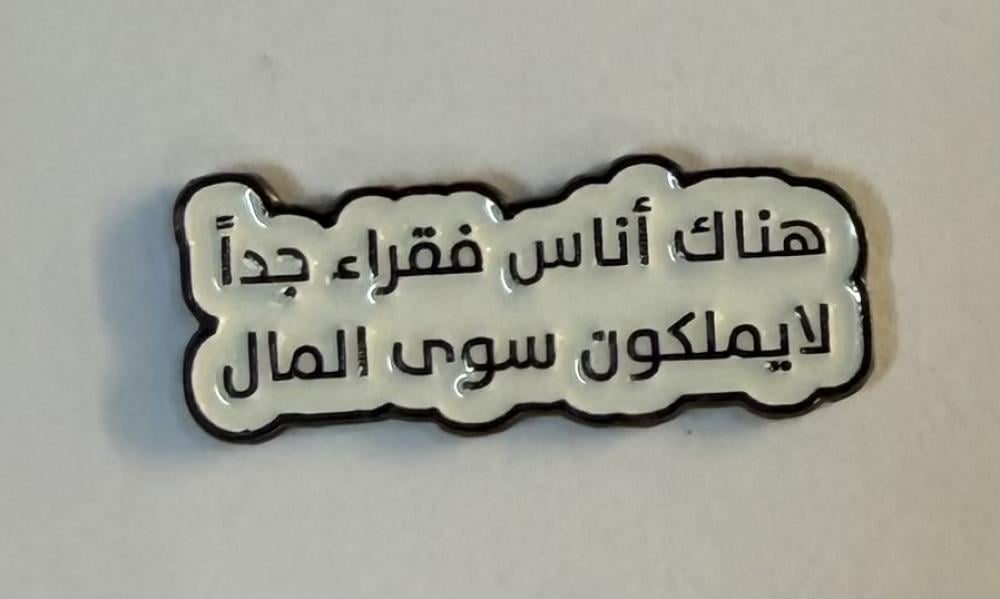 هناك أناس فقراء جداً
لايملكون سوى المال